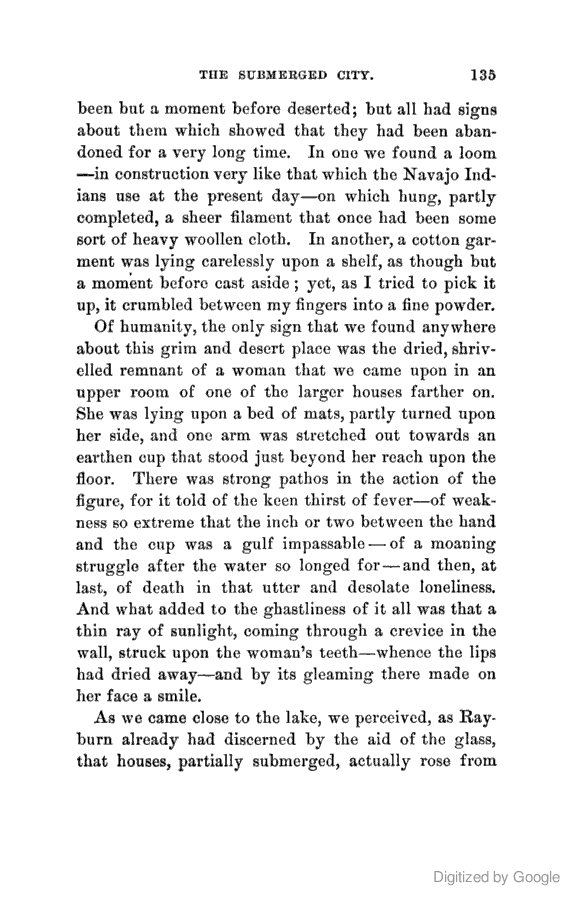 THE SUBMERGED CITY. 135
been but a moment before deserted; but all had signs
about them which showed that they had been aban-
doned for a very long time. In one we found a loom
—in construction very like that which the Navajo Ind-
ians use at the present day—on which hung, partly
completed, a sheer filament that once had been some
sort of heavy woollen cloth. In another, a cotton gar-
ment was lying carelessly upon a shelf, as though but
a moment before cast aside; yet, as I tried to pick it
up, it crumbled between my fingers into a fine powder.
Of humanity, the only sign that we found anywhere
about this grim and desert place was the dried, shriv-
elled remnant of a woman that we came upon in an
upper room of one of the larger houses farther on.
She was lying upon a bed of mats, partly turned upon
her side, and one arm was stretched out towards an
earthen cup that stood just beyond her reach upon the
floor. There was strong pathos in the action of the
figure, for it told of the keen thirst of fever—of weak-
ness so extreme that the inch or two between the hand
and the cup was a gulf impassable—of a moaning
struggle after the water so longed for—and then, at
last, of death in that utter and desolate loneliness.
And what added to the ghastliness of it all was that a
thin ray of sunlight, coming through a crevice in the
wall, struck upon the woman's teeth—whence the lips
had dried away—and by its gleaming there made on
her face a smile.
As we came close to the lake, we perceived, as Ray-
burn already had discerned by the aid of the glass,
that houses, partially submerged, actually rose from
Digitized by Google